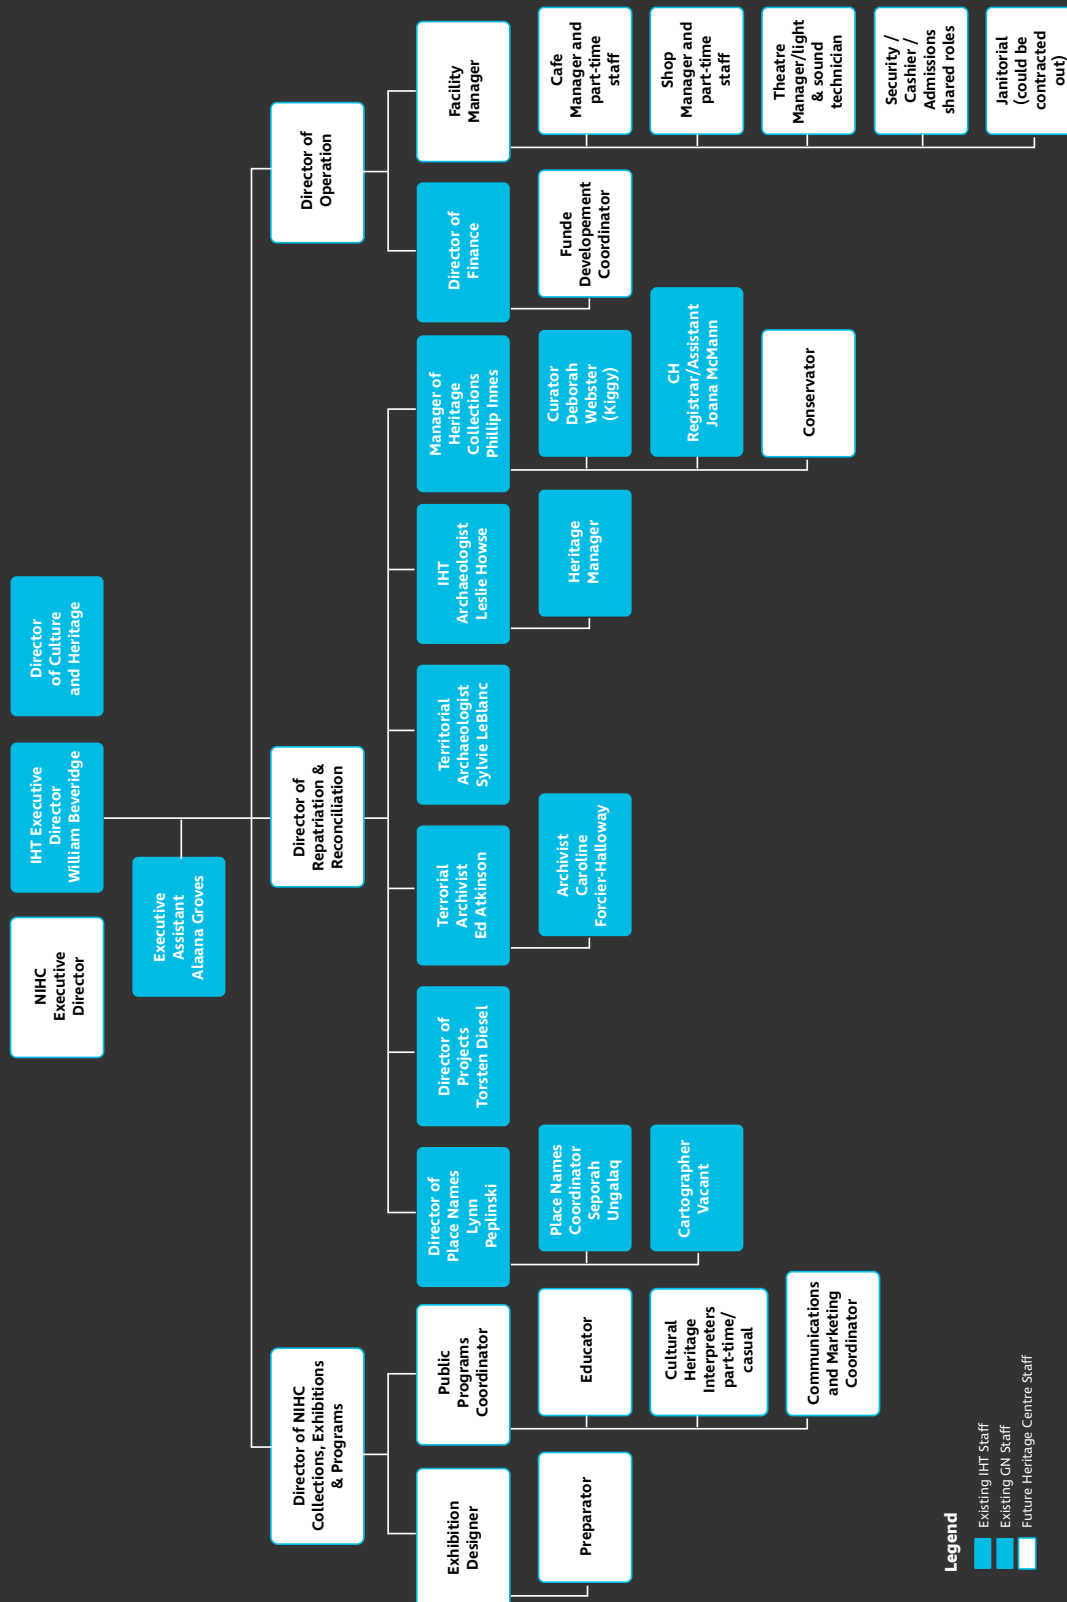 NIHC
Executive
Director
IHT Executive
Director
William Beveridge
Director
of Culture
and Heritage
Executive
Assistant
Alaana Groves
Director of NIHC
Collections, Exhibitions
& Programs
Director of
Repatriation &
Reconciliation
Director of
Operation
Exhibition
Designer
Public
Programs
Coordinator
Director of
Place Names
Lynn
Peplinski
Director of
Projects
Torsten Diesel
Terrorial
Archivist
Ed Atkinson
Territorial
Archaeologist
Sylvie LeBlanc
IHT
Archaeologist
Leslie Howse
Manager of
Heritage
Collections
Phillip Innes
Director of
Finance
Facility
Manager
Preparator
Educator
Place Names
Coordinator
Seporah
Ungalaq
Archivist
Caroline
Forcier-Halloway
Heritage
Manager
Curator
Deborah
Webster
(Kiggy)
Funde
Developement
Coordinator
Cafe
Manager and
part-time
staff
Cultural
Heritage
Interpreters
part-time/
casual
Cartographer
Vacant
CH
Registrar/Assistant
Joana McMann
Shop
Manager and
part-time
staff
Communications
and Marketing
Coordinator
Conservator
Theatre
Manager/light
& sound
technician
Security /
Cashier /
Admissions
shared roles
Janitorial
(could be
contracted
out)
Legend
Existing IHT Staff
Existing GN Staff
Future Heritage Centre Staff